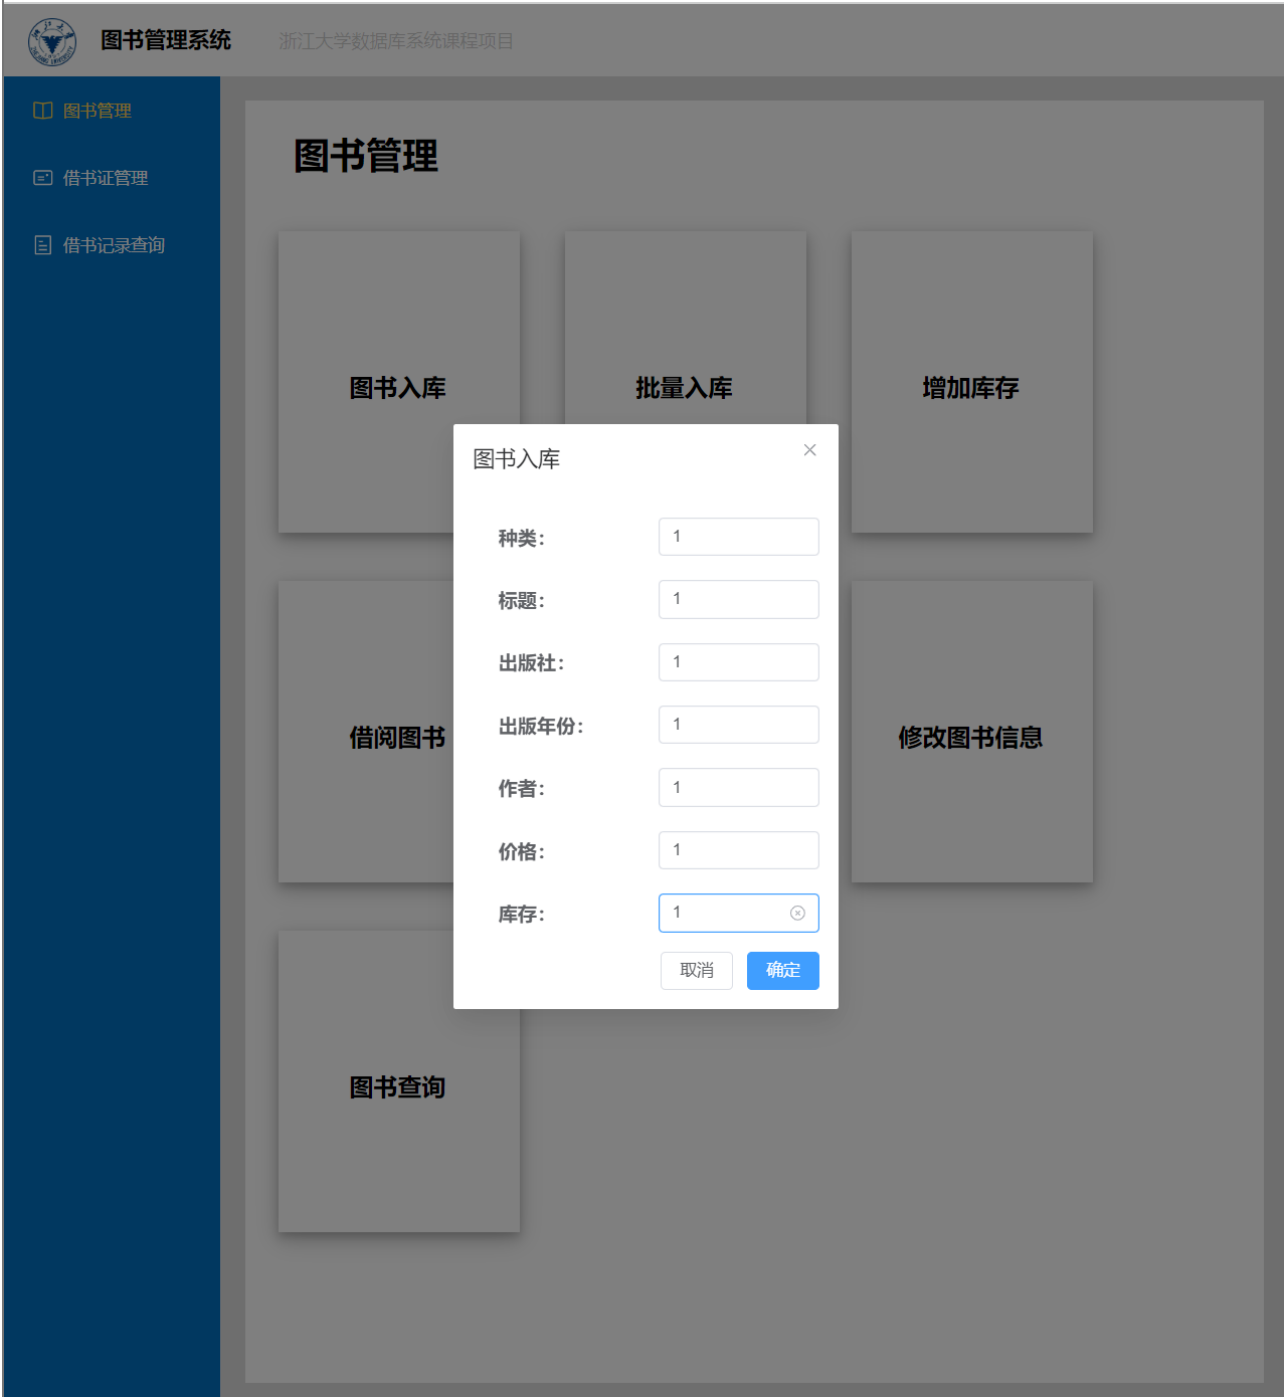 图书管理系统 浙江大学数据库系统课程项目
图书管理
借书证管理
借书记录查询
图书管理
图书入库
批量入库
增加库存
图书入库
种类： 1
标题： 1
出版社： 1
出版年份： 1
作者： 1
价格： 1
库存： 1
取消 确定
借阅图书
修改图书信息
图书查询